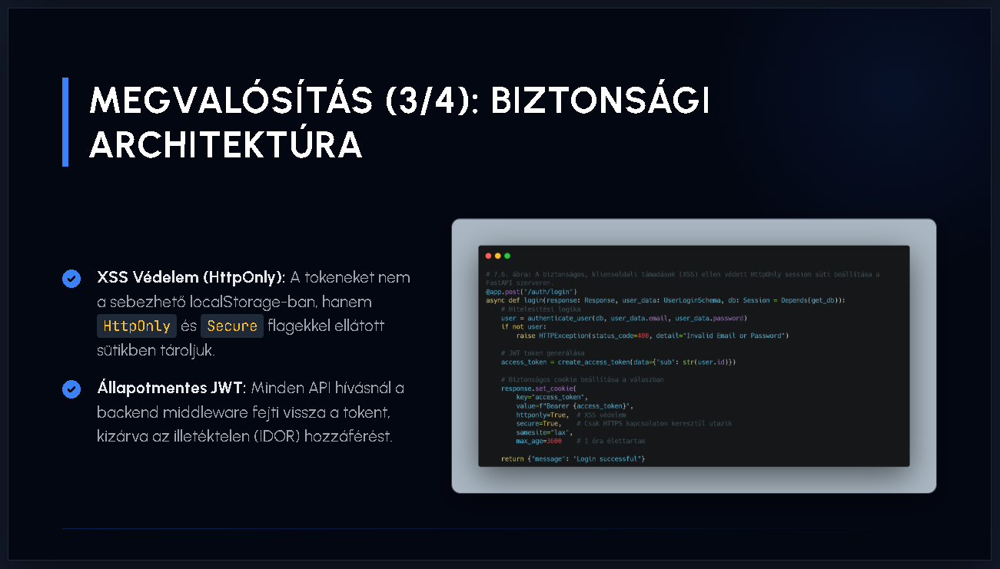 MEGVALÓSÍTÁS (3/4): BIZTONSÁGI
ARCHITEKTÚRA
XSS Védelem (HttpOnly): A tokeneket nem
a sebezhető localStorage-ban, hanem
HttpOnly és Secure flagekkel ellátott
sütikben tároljuk.
Állapotmentes JWT: Minden API hívásnál a
backend middleware fejti vissza a tokent,
kizárva az illetéktelen (IDOR) hozzáférést.
# 7.6. ábra: A biztonságos, kliensoldali támadások (XSS) ellen védett HttpOnly session süti beállítása a
FastAPI szerveren.
@app.post("/auth/login")
async def login(response: Response, user_data: UserLoginSchema, db: Session = Depends(get_db)):
# Hitelesítési logika
user = authenticate_user(db, user_data.email, user_data.password)
if not user:
raise HTTPException(status_code=400, detail="Invalid Email or Password")
# JWT token generálása
access_token = create_access_token(data={"sub": str(user.id)})
# Biztonságos cookie beállítása a válaszban
response.set_cookie(
key="access_token",
value=f"Bearer {access_token}",
httponly=True, # XSS védelem
secure=True, # Csak HTTPS kapcsolaton keresztül utazik
samesite="lax",
max_age=3600 # 1 óra élettartam
return {"message": "Login successful"}